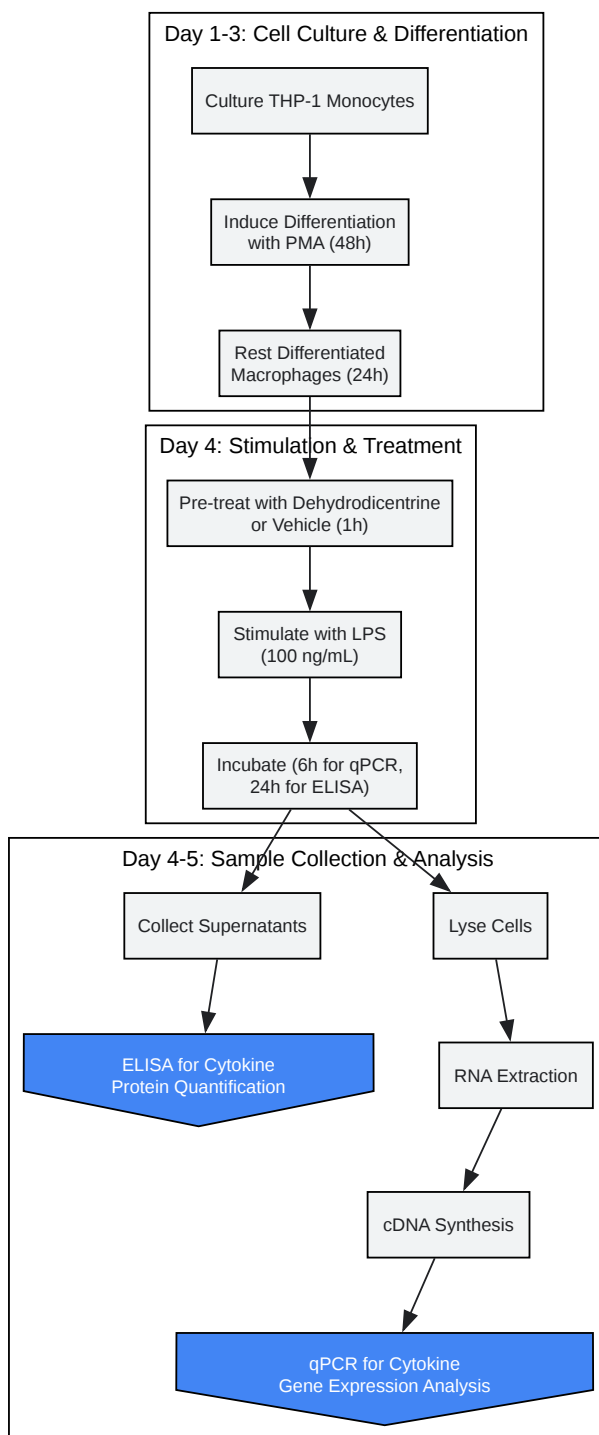 Day 1-3: Cell Culture & Differentiation
Culture THP-1 Monocytes
Induce Differentiation
with PMA (48h)
Rest Differentiated
Macrophages (24h)
Day 4: Stimulation & Treatment
Pre-treat with Dehydrodicentrine
or Vehicle (1h)
Stimulate with LPS
(100 ng/mL)
Incubate (6h for qPCR,
24h for ELISA)
Day 4-5: Sample Collection & Analysis
Collect Supernatants
Lyse Cells
ELISA for Cytokine
Protein Quantification
RNA Extraction
cDNA Synthesis
qPCR for Cytokine
Gene Expression Analysis